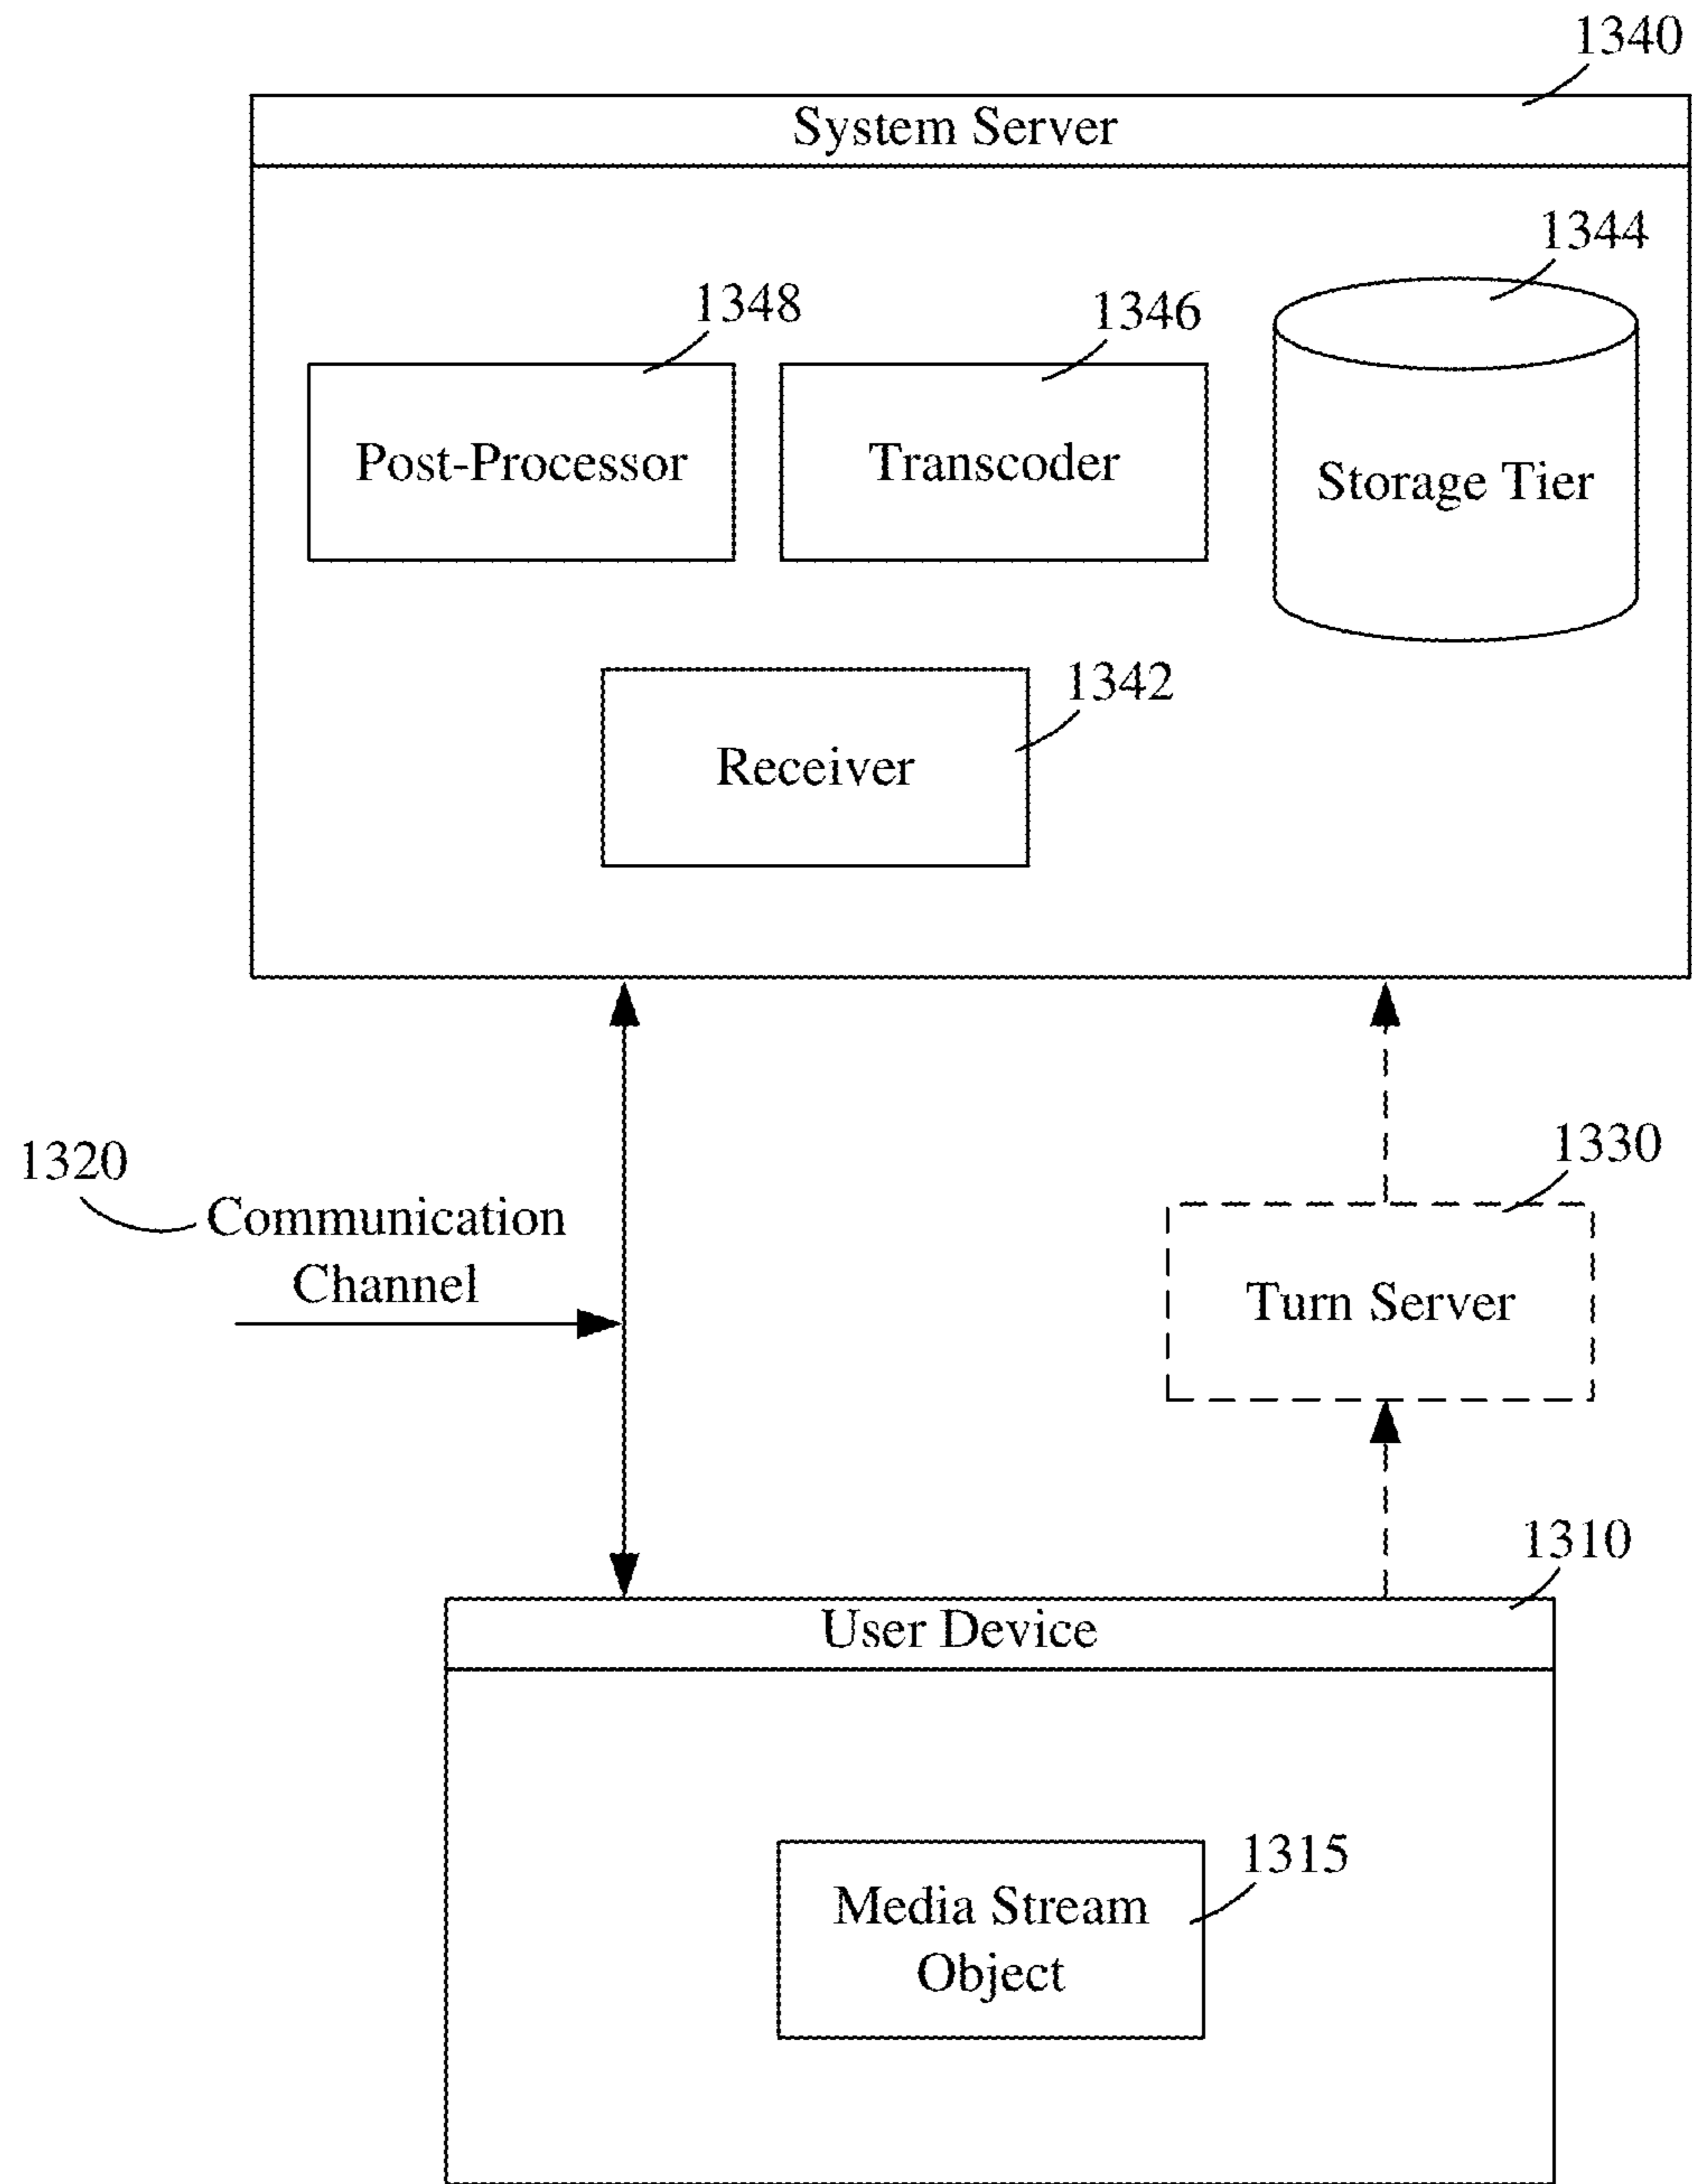 1340
System Server
1344
1348
1346
Post-Processor
Transcoder
Storage Tier
1342
Receiver
1320
Communication
Channel
1330
Turn Server
1310
User Device
1315
Media Stream
Object